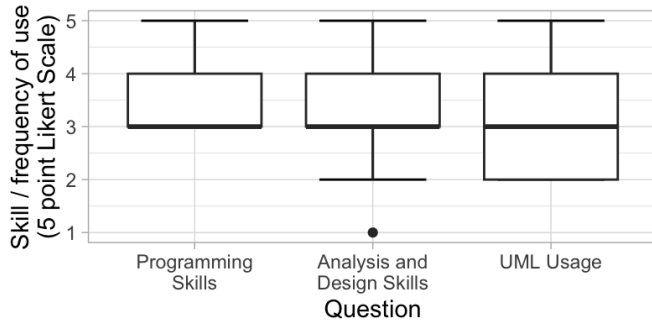 Skill / frequency of use
(5 point Likert Scale)
5
4
3
2
1
Programming
Skills
Analysis and
Design Skills
UML Usage
Question